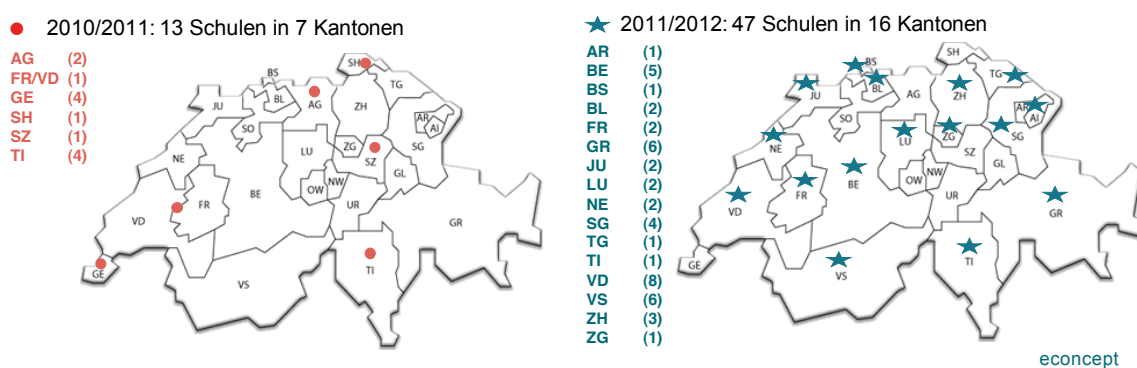 2010/2011: 13 Schulen in 7 Kantonen
AG (2)
FR/VD (1)
GE (4)
SH (1)
SZ (1)
TI (4)
SH
BS
TG
JU
BL
AG
ZH
AR
AI
SO
SG
NE
LU
ZG
SZ
GL
OW
NW
BE
FR
UR
VD
GR
TI
GE
VS
2011/2012: 47 Schulen in 16 Kantonen
AR (1)
BE (5)
BS (1)
BL (2)
FR (2)
GR (6)
JU (2)
LU (2)
NE (2)
SG (4)
TG (1)
TI (1)
VD (8)
VS (6)
ZH (3)
ZG (1)
SH
BS
TG
JU
BL
AG
ZH
AR
AI
SO
SG
NE
LU
ZG
SZ
GL
OW
NW
BE
FR
UR
VD
GR
TI
GE
VS
econcept